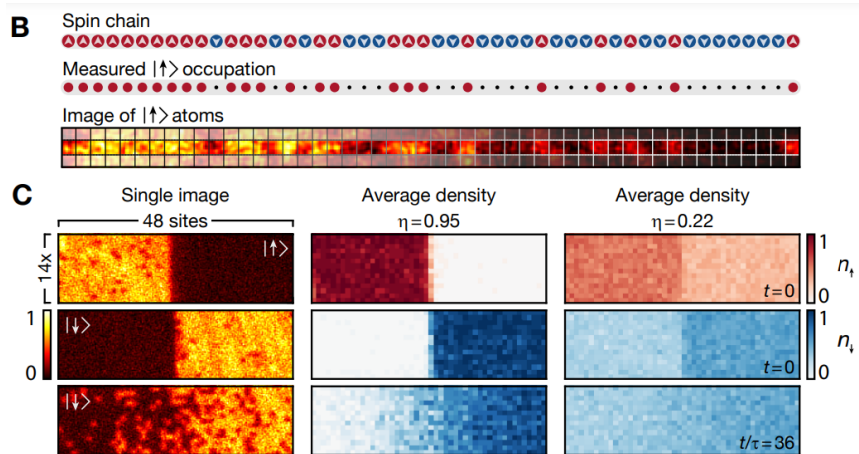 B
Spin chain
Measured |↑⟩ occupation
Image of |↑⟩ atoms
C
Single image
Average density
Average density
48 sites
η=0.95
η=0.22
14x
|↑⟩
t=0
1
0
n↑
1
0
|↓⟩
t=0
1
0
n↓
|↓⟩
t/τ=36